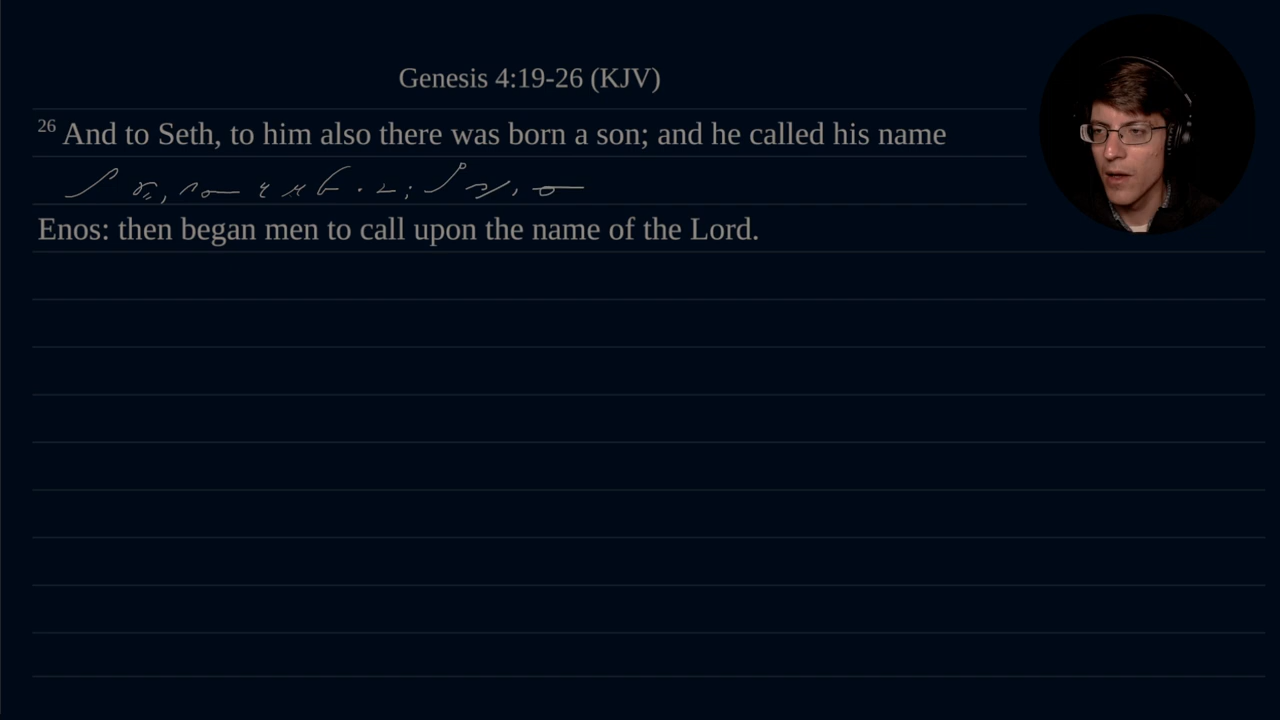 Genesis 4:19-26 (KJV)
26 And to Seth, to him also there was born a son; and he called his name
Enos: then began men to call upon the name of the Lord.